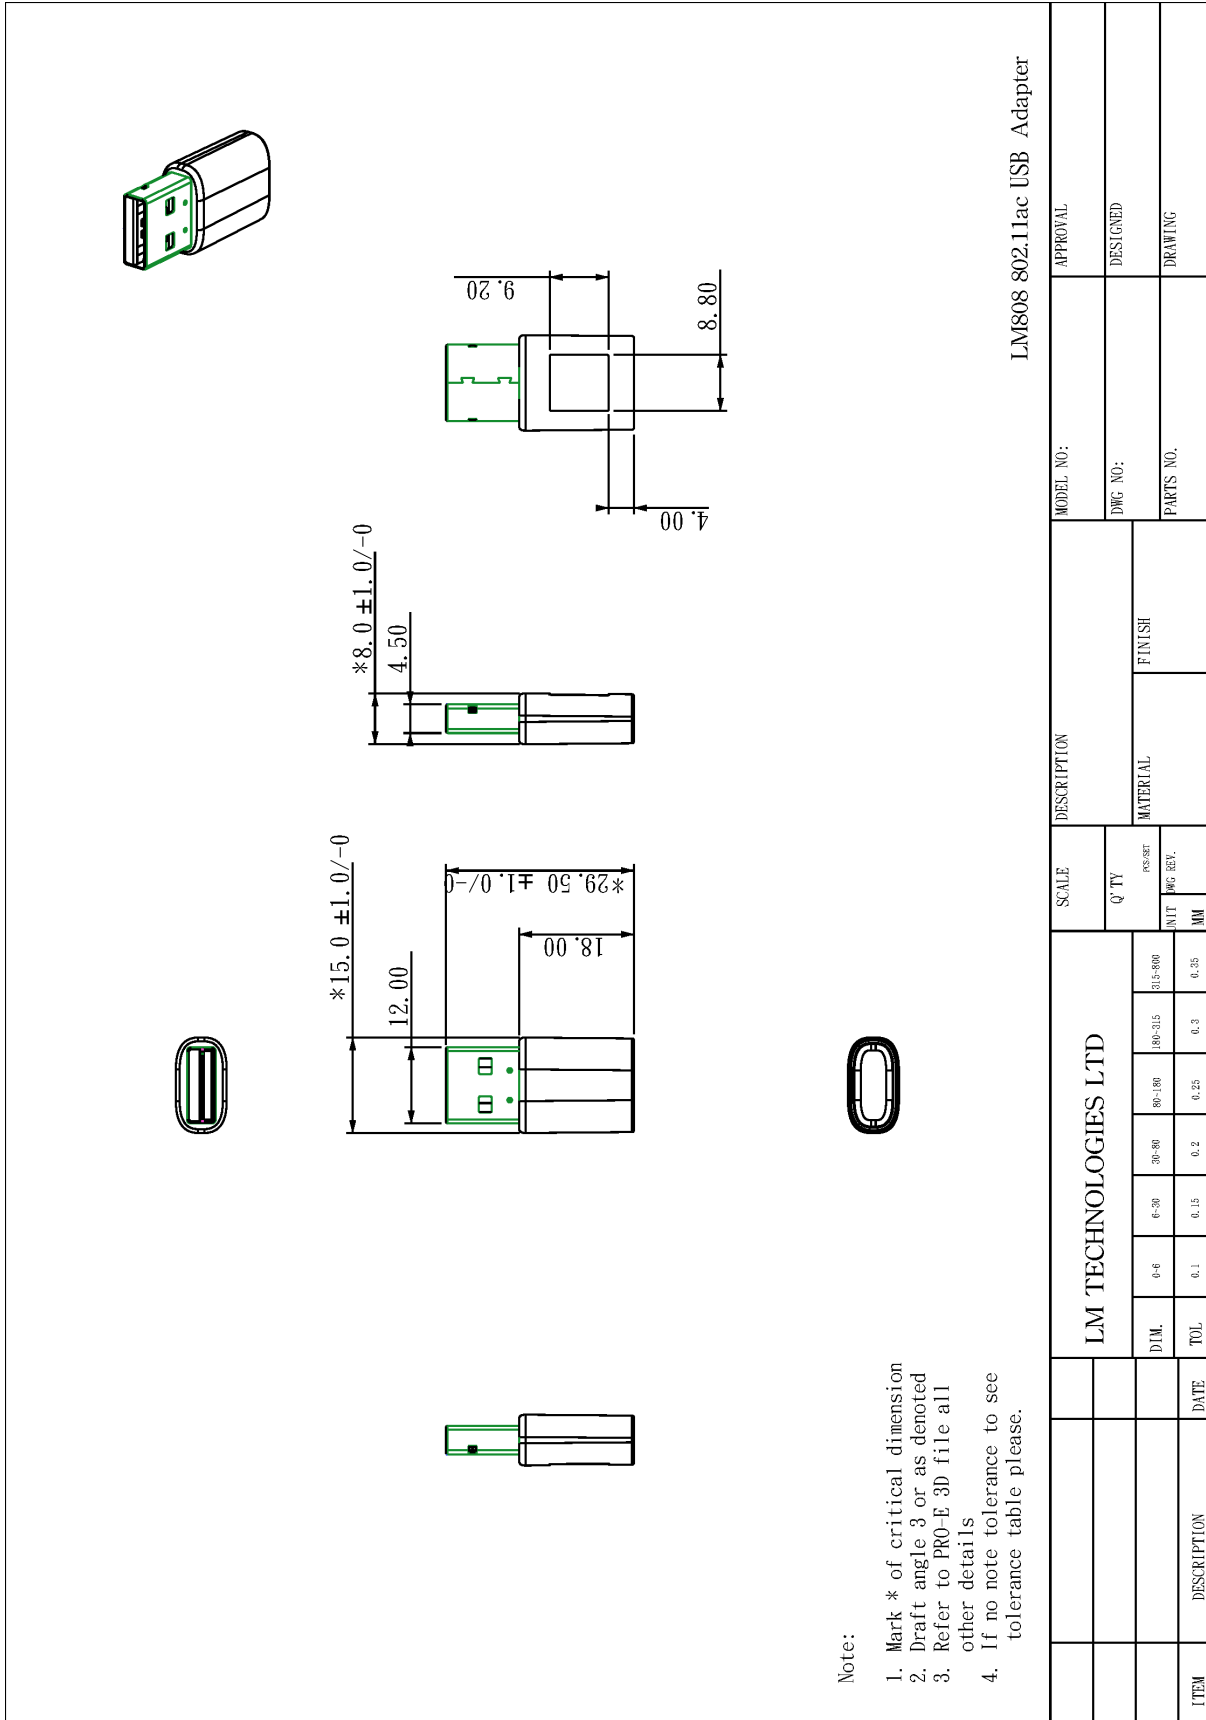 *15.0 ±1.0/-0
12.00
*29.50 ±1.0/-0
18.00
*8.0 ±1.0/-0
4.50
9.20
8.80
4.00
Note:
1. Mark * of critical dimension
2. Draft angle 3 or as denoted
3. Refer to PRO-E 3D file all
other details
4. If no note tolerance to see
tolerance table please.
LM808 802.11ac USB Adapter
ITEM DESCRIPTION DATE
LM TECHNOLOGIES LTD
DIM. 0-6 6-30 30-80 80-180 180-315 315-800
TOL 0.1 0.15 0.2 0.25 0.3 0.35
SCALE
Q'TY
PCS/SET
UNIT DWG REV.
MM
DESCRIPTION
MATERIAL FINISH
MODEL NO: APPROVAL
DWG NO: DESIGNED
PARTS NO. DRAWING